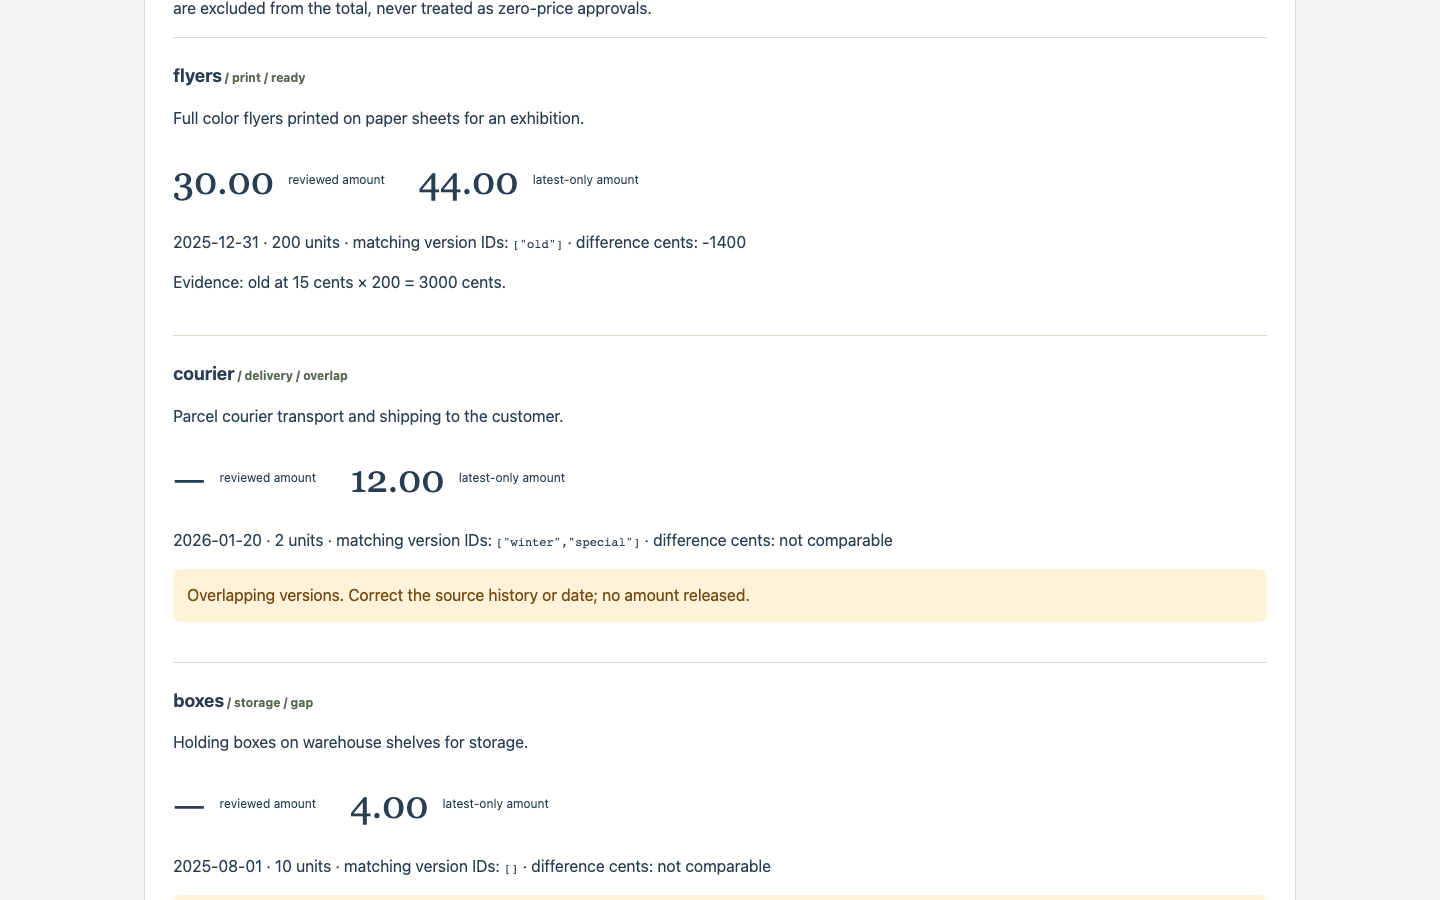 are excluded from the total, never treated as zero-price approvals.
flyers / print / ready
Full color flyers printed on paper sheets for an exhibition.
30.00 reviewed amount 44.00 latest-only amount
2025-12-31 · 200 units · matching version IDs: ["old"] · difference cents: -1400
Evidence: old at 15 cents × 200 = 3000 cents.
courier / delivery / overlap
Parcel courier transport and shipping to the customer.
— reviewed amount 12.00 latest-only amount
2026-01-20 · 2 units · matching version IDs: ["winter","special"] · difference cents: not comparable
Overlapping versions. Correct the source history or date; no amount released.
boxes / storage / gap
Holding boxes on warehouse shelves for storage.
— reviewed amount 4.00 latest-only amount
2025-08-01 · 10 units · matching version IDs: [] · difference cents: not comparable